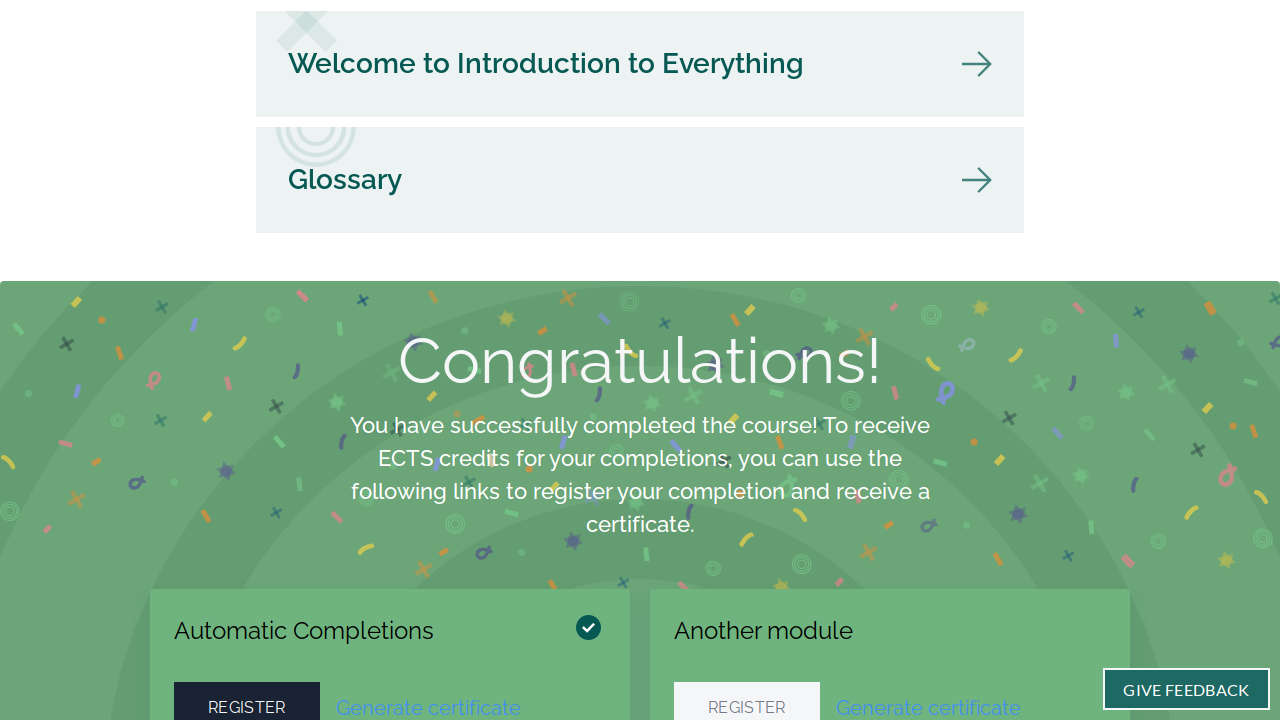 Welcome to Introduction to Everything
Glossary
Congratulations!
You have successfully completed the course! To receive
ECTS credits for your completions, you can use the
following links to register your completion and receive a
certificate.
Automatic Completions
REGISTER
Generate certificate
Another module
REGISTER
Generate certificate
GIVE FEEDBACK